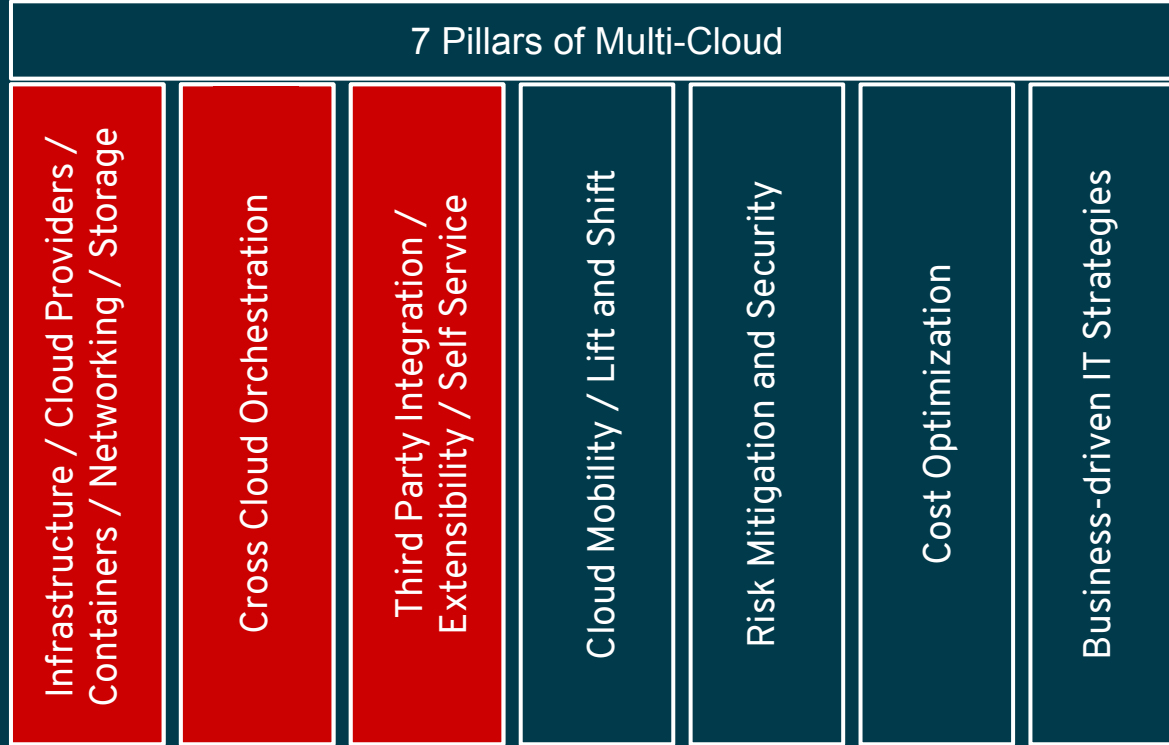 7 Pillars of Multi-Cloud
Infrastructure / Cloud Providers /
Containers / Networking / Storage
Cross Cloud Orchestration
Third Party Integration /
Extensibility / Self Service
Cloud Mobility / Lift and Shift
Risk Mitigation and Security
Cost Optimization
Business-driven IT Strategies